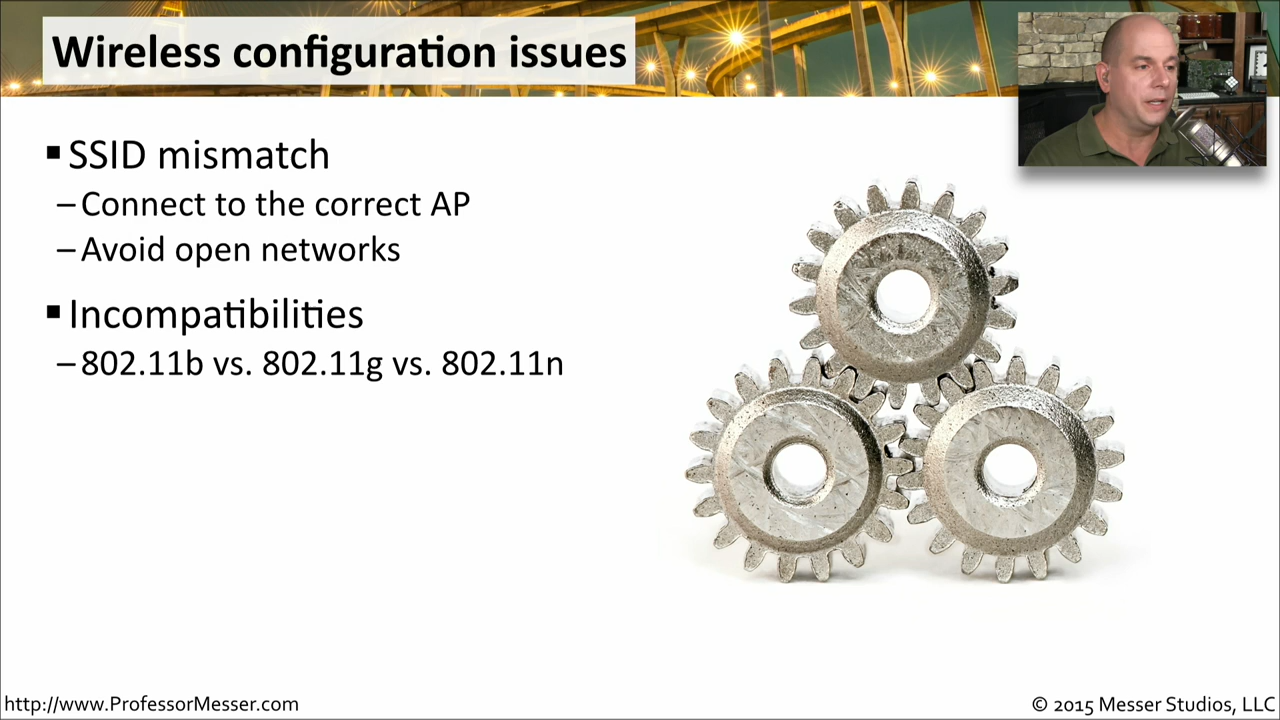 Wireless configuration issues
▪ SSID mismatch
– Connect to the correct AP
– Avoid open networks
▪ Incompatibilities
– 802.11b vs. 802.11g vs. 802.11n
http://www.ProfessorMesser.com
© 2015 Messer Studios, LLC